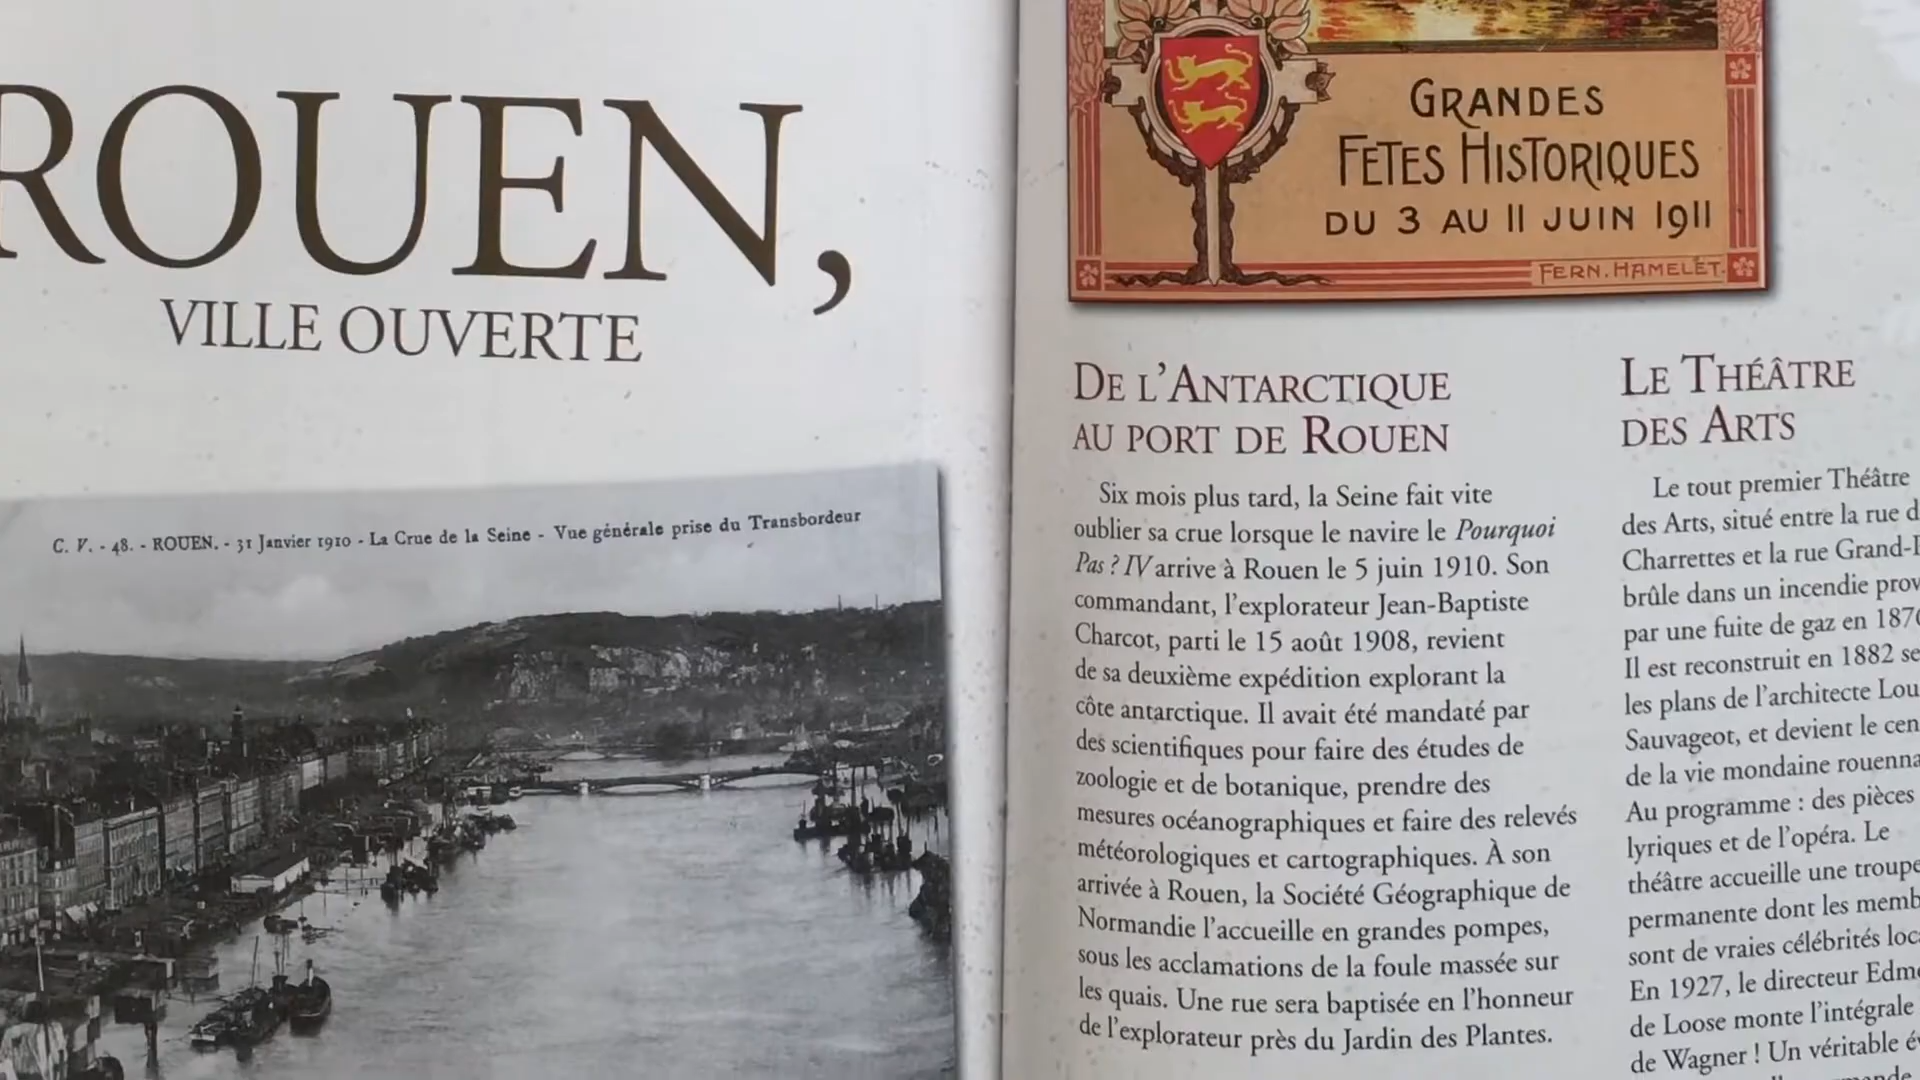 ROUEN,
VILLE OUVERTE
C. V. - 48. - ROUEN. - 31 Janvier 1910 - La Crue de la Seine - Vue générale prise du Transbordeur
GRANDES
FETES HISTORIQUES
DU 3 AU 11 JUIN 1911
FERN. HAMELET.
DE L'ANTARCTIQUE
AU PORT DE ROUEN
Six mois plus tard, la Seine fait vite
oublier sa crue lorsque le navire le Pourquoi
Pas ? IV arrive à Rouen le 5 juin 1910. Son
commandant, l'explorateur Jean-Baptiste
Charcot, parti le 15 août 1908, revient
de sa deuxième expédition explorant la
côte antarctique. Il avait été mandaté par
des scientifiques pour faire des études de
zoologie et de botanique, prendre des
mesures océanographiques et faire des relevés
météorologiques et cartographiques. À son
arrivée à Rouen, la Société Géographique de
Normandie l'accueille en grandes pompes,
sous les acclamations de la foule massée sur
les quais. Une rue sera baptisée en l'honneur
de l'explorateur près du Jardin des Plantes.
LE THÉÂTRE
DES ARTS
Le tout premier Théâtre
des Arts, situé entre la rue
Charrettes et la rue
brûle dans un incendie
par une fuite de gaz en
Il est reconstruit en 1882
les plans de l'architecte
Sauvageot, et devient le
de la vie mondaine
Au programme : des pièces
lyriques et de l'opéra. Le
théâtre accueille une troupe
permanente dont les
sont de vraies célébrités
En 1927, le directeur
de Loose monte l'intégrale
de Wagner ! Un véritable